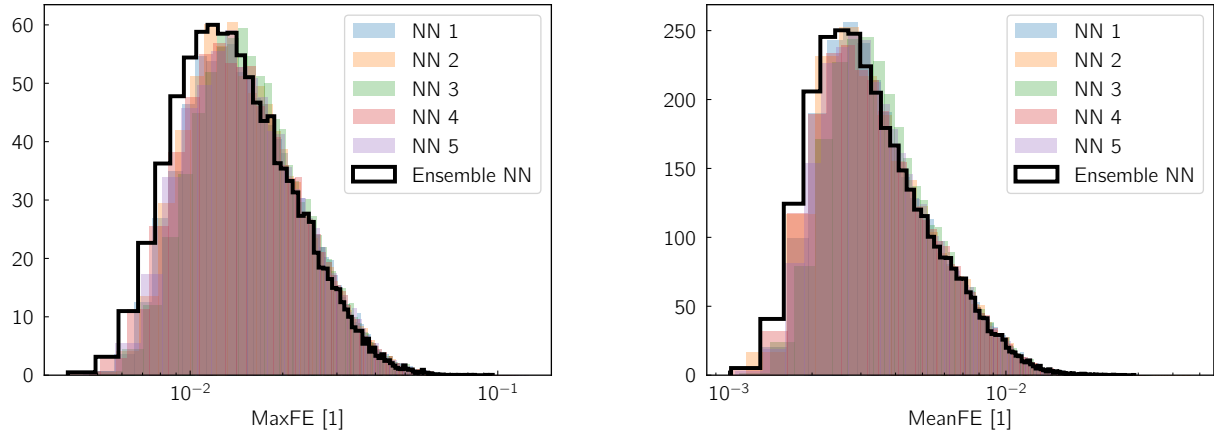 60
50
40
30
20
10
0
10⁻²
10⁻¹
MaxFE [1]
NN 1
NN 2
NN 3
NN 4
NN 5
Ensemble NN
250
200
150
100
50
0
10⁻³
10⁻²
MeanFE [1]
NN 1
NN 2
NN 3
NN 4
NN 5
Ensemble NN